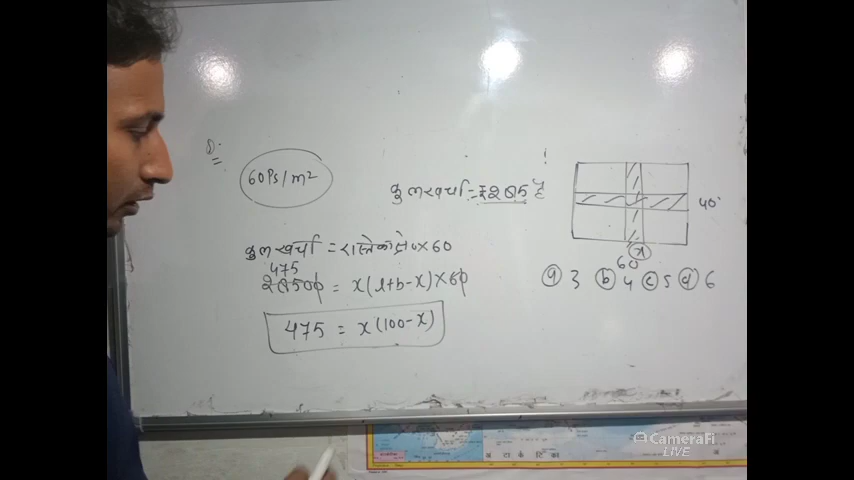 60Ps/m²
कुल खर्चा = ₹285 है
40
कुल खर्चा = रास्ते का क्षे० × 60
x
475
60
28500 = x(l+b-x) × 60
ⓐ 3 ⓑ 4 ⓒ 5 ⓓ 6
475 = x(100-x)
CameraFi
LIVE